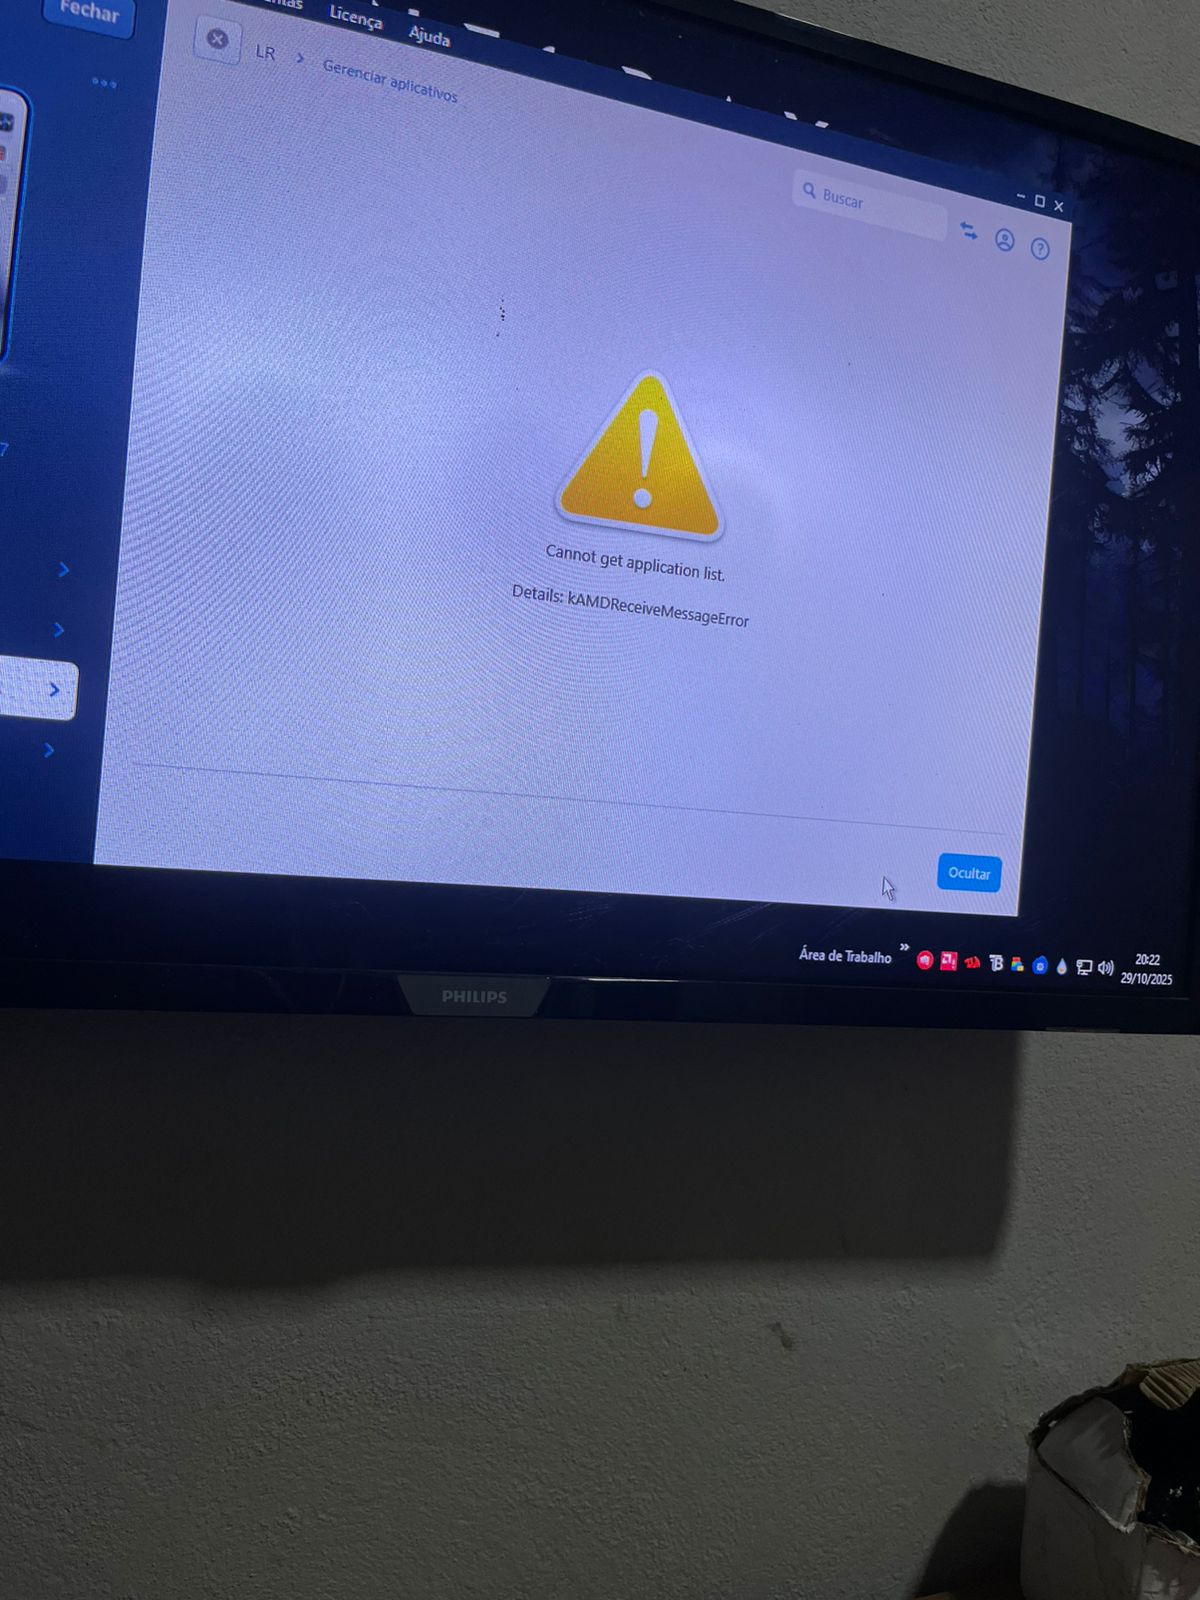 Fechar
Licença
Ajuda
LR
Gerenciar aplicativos
Buscar
7
Cannot get application list.
Details: kAMDReceiveMessageError
Ocultar
Área de Trabalho
20:22
29/10/2025
PHILIPS